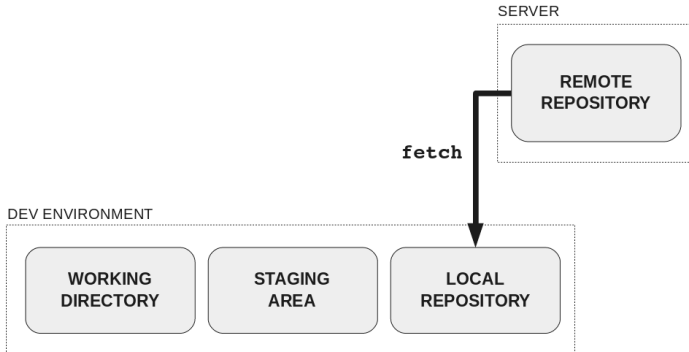 SERVER
REMOTE
REPOSITORY
fetch
DEV ENVIRONMENT
WORKING
DIRECTORY
STAGING
AREA
LOCAL
REPOSITORY